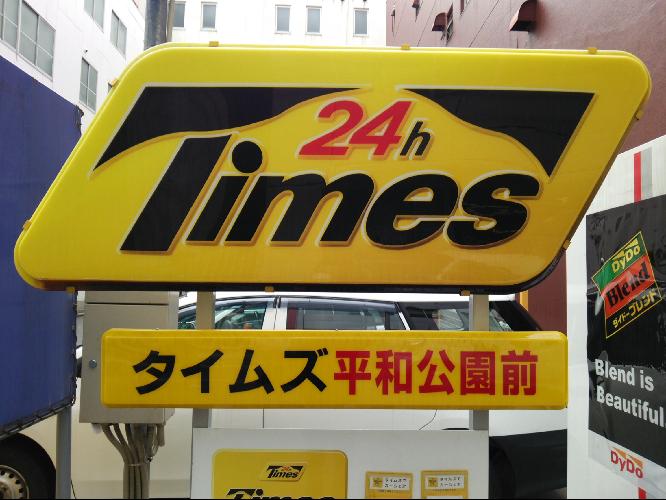 24h
Times
タイムズ平和公園前
Times
Times
DyDo
Blend
ダイドーブレンド
Blend is
Beautiful
DyDo